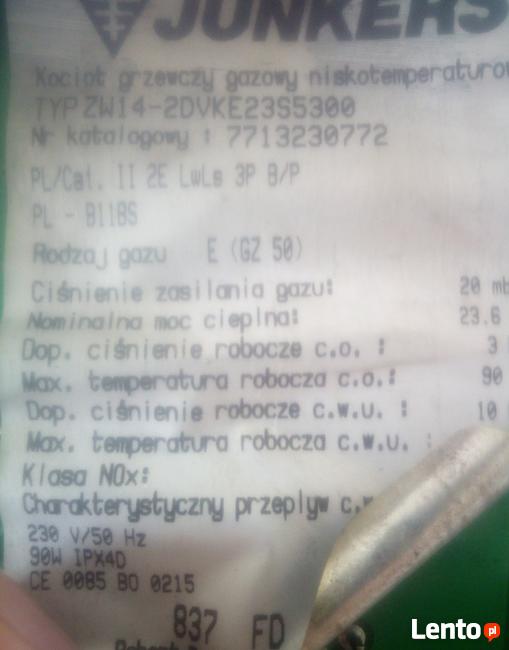 JUNKERS
Kocioł grzewczy gazowy niskotemperaturo
TYP ZW14-2DVKE23S5300
Nr katalogowy : 7713230772
PL/Cat. II 2E LwLs 3P B/P
PL - B11BS
Rodzaj gazu E (GZ 50)
Ciśnienie zasilania gazu: 20 mb
Nominalna moc cieplna: 23.6
Dop. ciśnienie robocze c.o. : 3
Max. temperatura robocza c.o.: 90
Dop. ciśnienie robocze c.w.u. : 10
Max. temperatura robocza c.w.u. :
Klasa NOx:
Charakterystyczny przepływ c.w
230 V/50 Hz
90W IPX4D
CE 0085 BO 0215
837 FD
Lento.pl